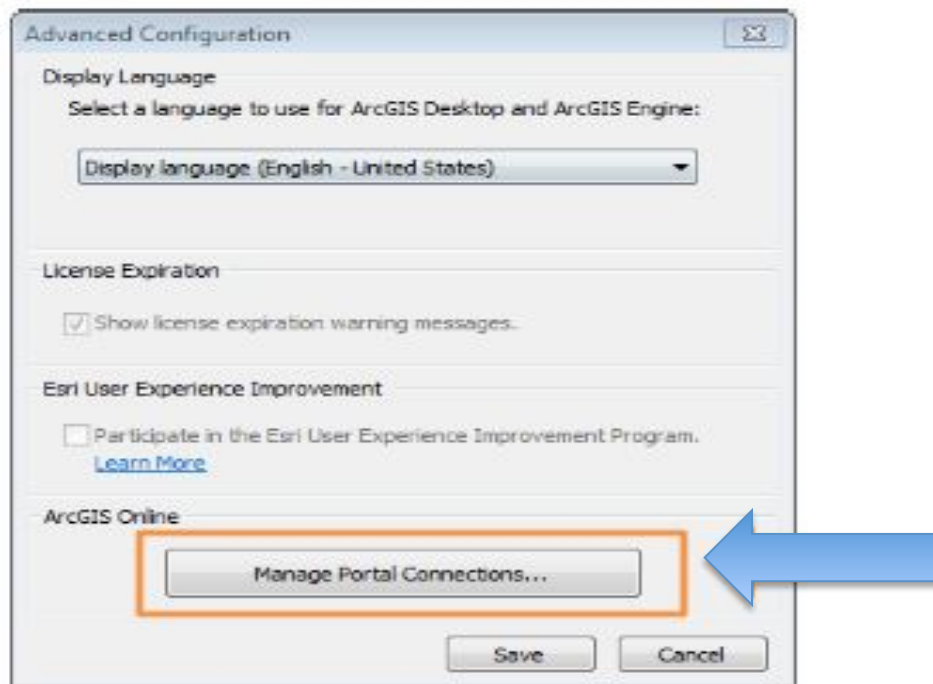 Advanced Configuration
Display Language
Select a language to use for ArcGIS Desktop and ArcGIS Engine:
Display language (English - United States)
License Expiration
Show license expiration warning messages.
Esri User Experience Improvement
Participate in the Esri User Experience Improvement Program.
Learn More
ArcGIS Online
Manage Portal Connections...
Save Cancel